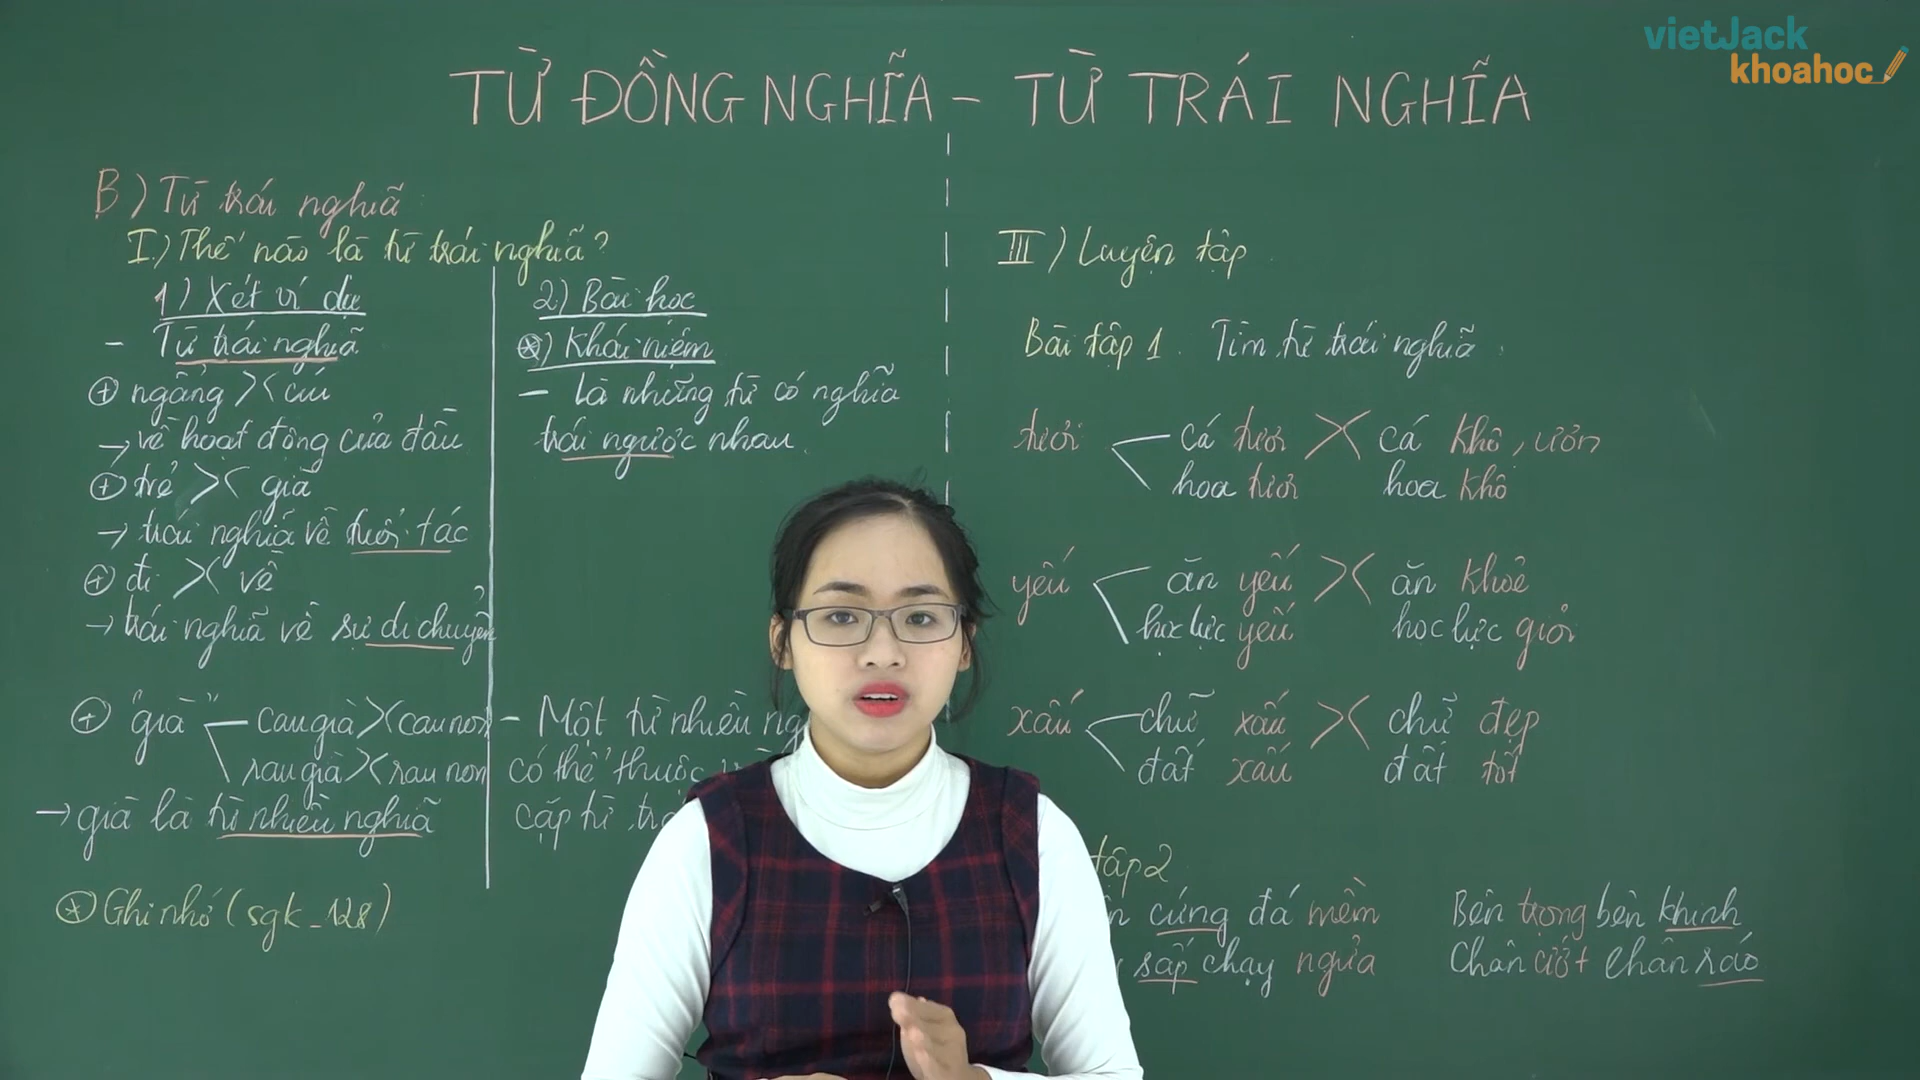 vietJack
khoahoc
TỪ ĐỒNG NGHĨA - TỪ TRÁI NGHĨA
B) Từ trái nghĩa
I.) Thế nào là từ trái nghĩa?
1) Xét ví dụ
- Từ trái nghĩa
+ ngẩng >< cúi
→ về hoạt động của đầu
+ trẻ >< già
→ trái nghĩa về tuổi tác
+ đi >< về
→ trái nghĩa về sự di chuyển
+ "già" cau già >< cau non
rau già >< rau non
→ già là từ nhiều nghĩa
* Ghi nhớ (sgk_128)
2) Bài học
*) Khái niệm
- Là những từ có nghĩa
trái ngược nhau.
- Một từ nhiều
có thể thuộc
cặp từ
III) Luyện tập
Bài tập 1. Tìm từ trái nghĩa.
tươi cá tươi >< cá khô, ươn
hoa tươi hoa khô
yếu ăn yếu >< ăn khoẻ
học lực yếu học lực giỏi
xấu chữ xấu >< chữ đẹp
đất xấu đất tốt
tập 2
cứng đá mềm
sấp chạy ngửa
Bên trọng bên khinh
Chân ướt chân ráo